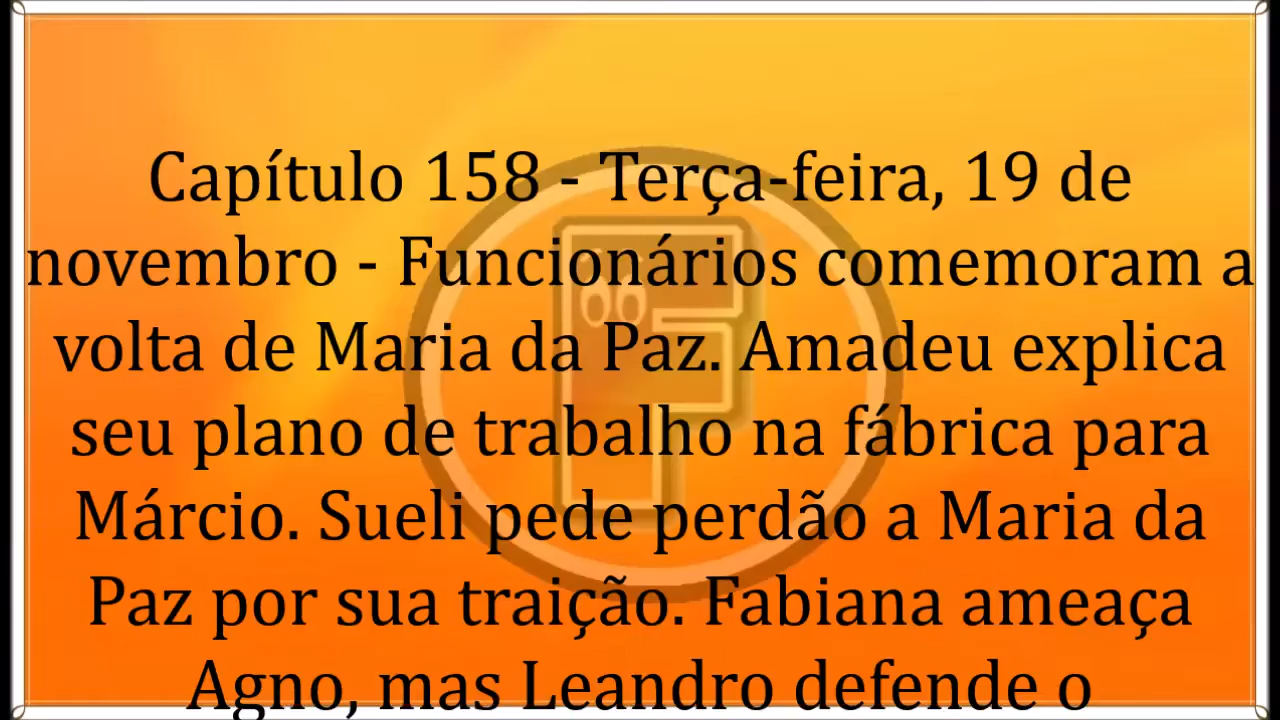 Capítulo 158 - Terça-feira, 19 de
novembro - Funcionários comemoram a
volta de Maria da Paz. Amadeu explica
seu plano de trabalho na fábrica para
Márcio. Sueli pede perdão a Maria da
Paz por sua traição. Fabiana ameaça
Agno, mas Leandro defende o